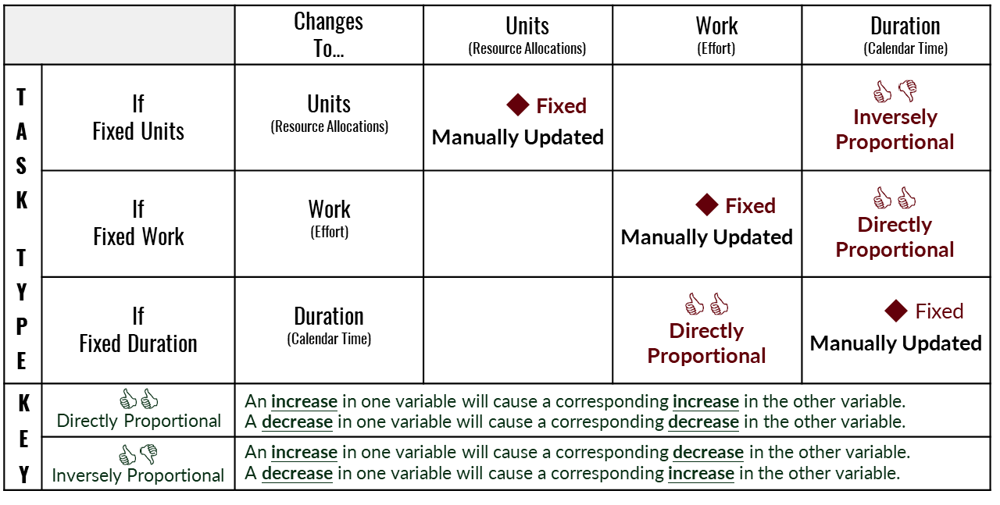 Changes
To...
Units
(Resource Allocations)
Work
(Effort)
Duration
(Calendar Time)
TASK TYPE
If
Fixed Units
Units
(Resource Allocations)
Fixed
Manually Updated
Inversely
Proportional
If
Fixed Work
Work
(Effort)
Fixed
Manually Updated
Directly
Proportional
If
Fixed Duration
Duration
(Calendar Time)
Directly
Proportional
Fixed
Manually Updated
KEY
Directly Proportional
An increase in one variable will cause a corresponding increase in the other variable.
A decrease in one variable will cause a corresponding decrease in the other variable.
Inversely Proportional
An increase in one variable will cause a corresponding decrease in the other variable.
A decrease in one variable will cause a corresponding increase in the other variable.